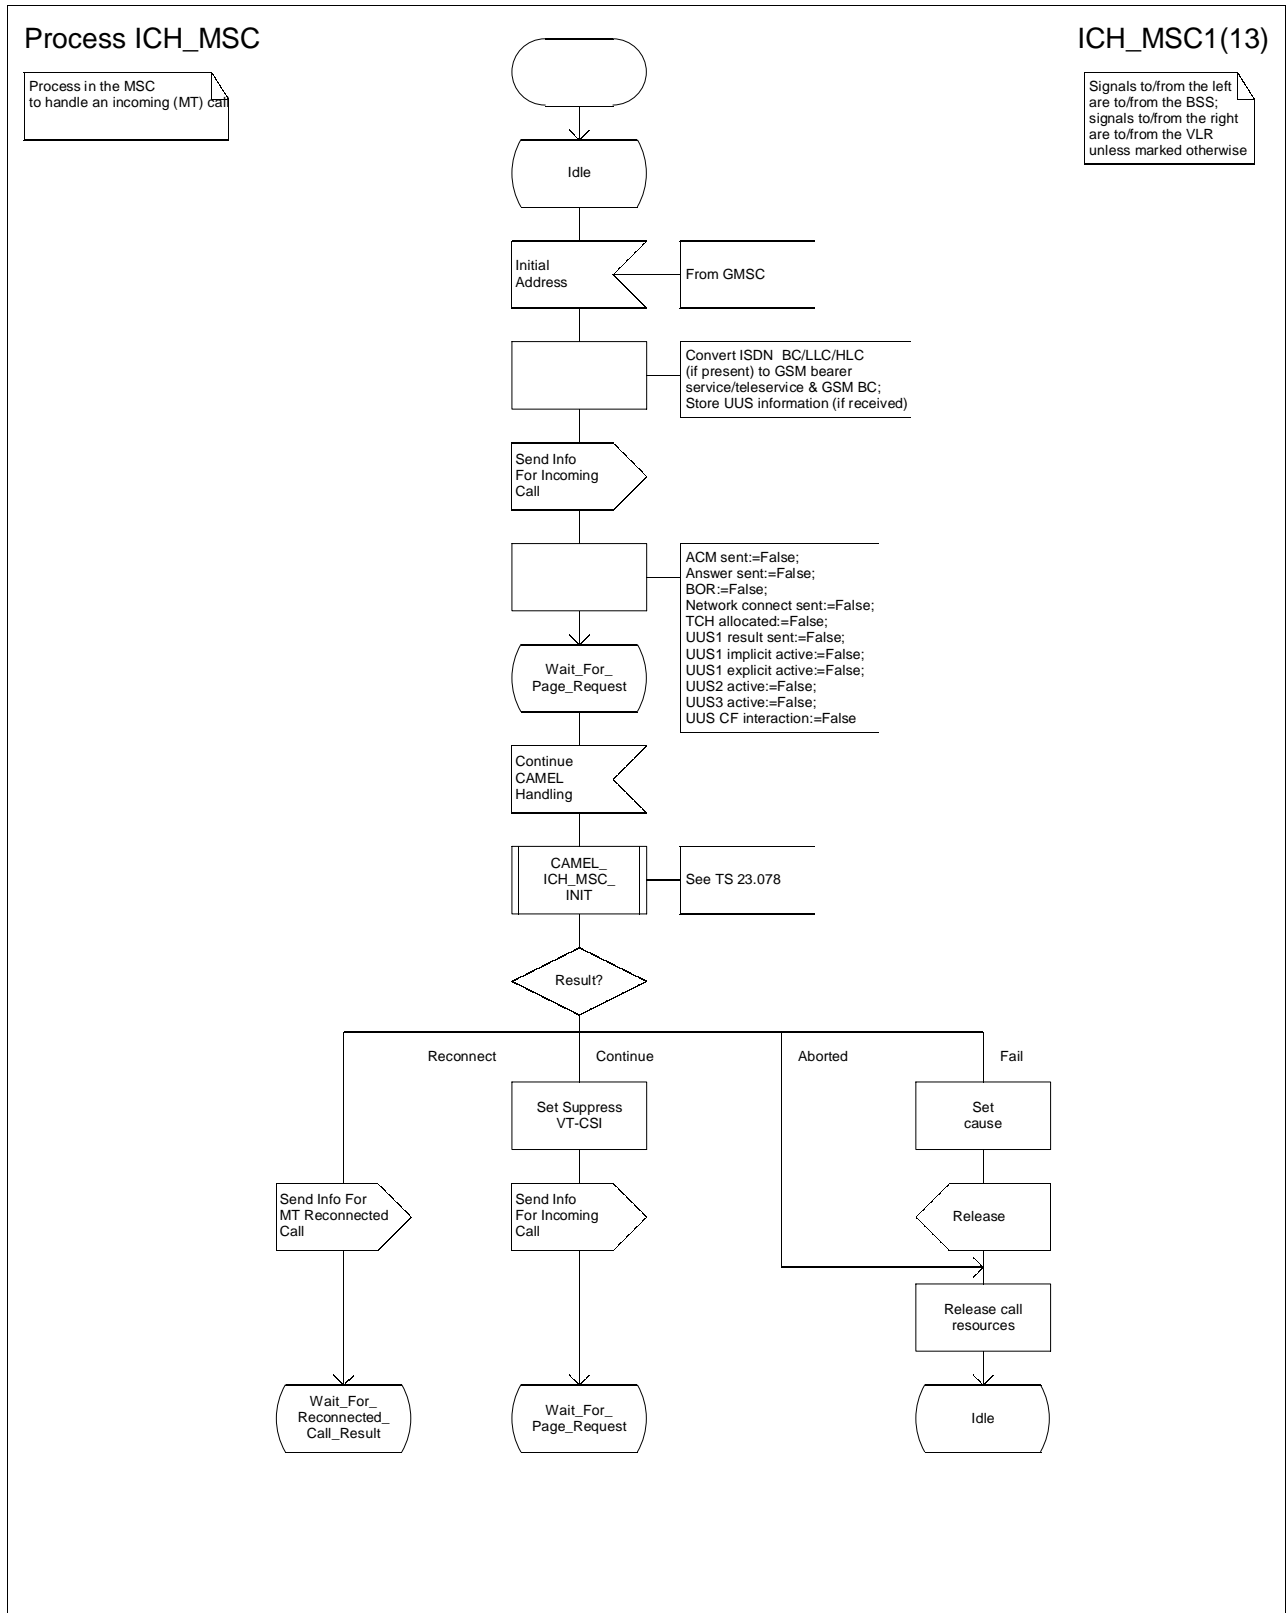 Process ICH_MSC
ICH_MSC1(13)
Process in the MSC
to handle an incoming (MT) call
Signals to/from the left
are to/from the BSS;
signals to/from the right
are to/from the VLR
unless marked otherwise
Idle
Initial
Address
From GMSC
Convert ISDN BC/LLC/HLC
(if present) to GSM bearer
service/teleservice & GSM BC;
Store UUS information (if received)
Send Info
For Incoming
Call
ACM sent:=False;
Answer sent:=False;
BOR:=False;
Network connect sent:=False;
TCH allocated:=False;
UUS1 result sent:=False;
UUS1 implicit active:=False;
UUS1 explicit active:=False;
UUS2 active:=False;
UUS3 active:=False;
UUS CF interaction:=False
Wait_For_
Page_Request
Continue
CAMEL
Handling
CAMEL_
ICH_MSC_
INIT
See TS 23.078
Result?
Reconnect
Continue
Aborted
Fail
Set Suppress
VT-CSI
Set
cause
Send Info For
MT Reconnected
Call
Send Info
For Incoming
Call
Release
Release call
resources
Wait_For_
Reconnected_
Call_Result
Wait_For_
Page_Request
Idle